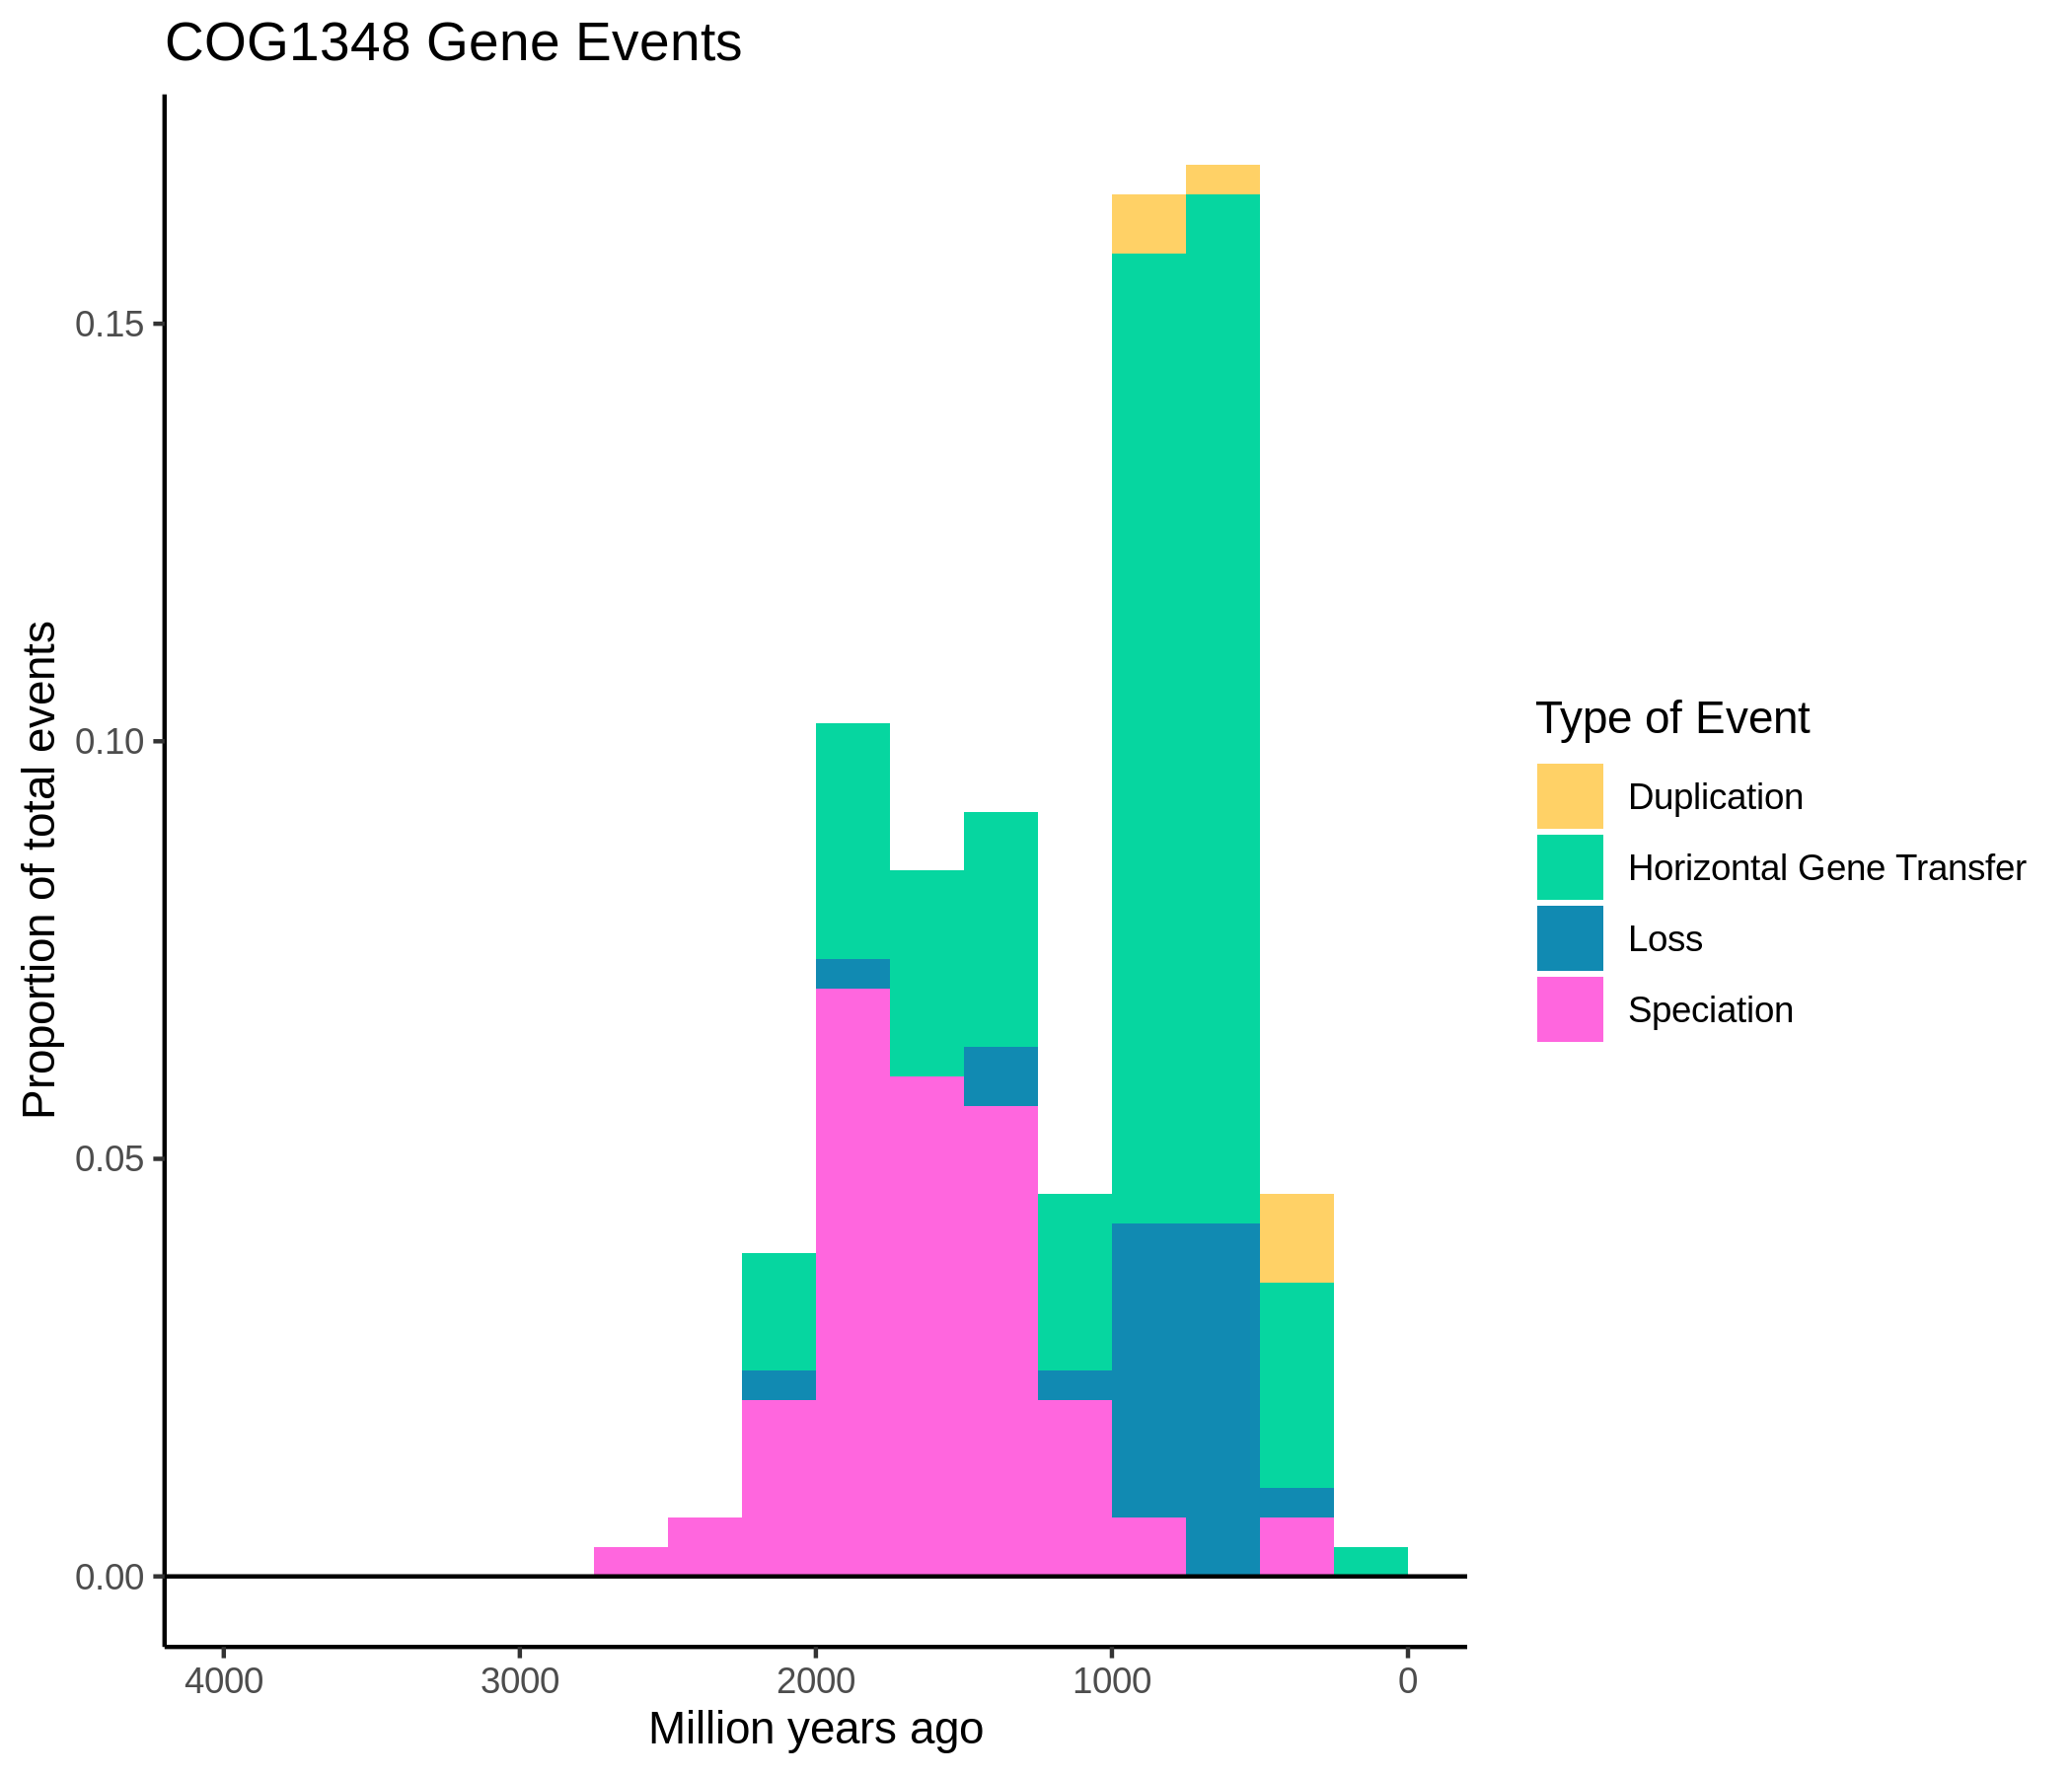 COG1348 Gene Events
Proportion of total events
0.15
0.10
0.05
0.00
4000 3000 2000 1000 0
Million years ago
Type of Event
Duplication
Horizontal Gene Transfer
Loss
Speciation